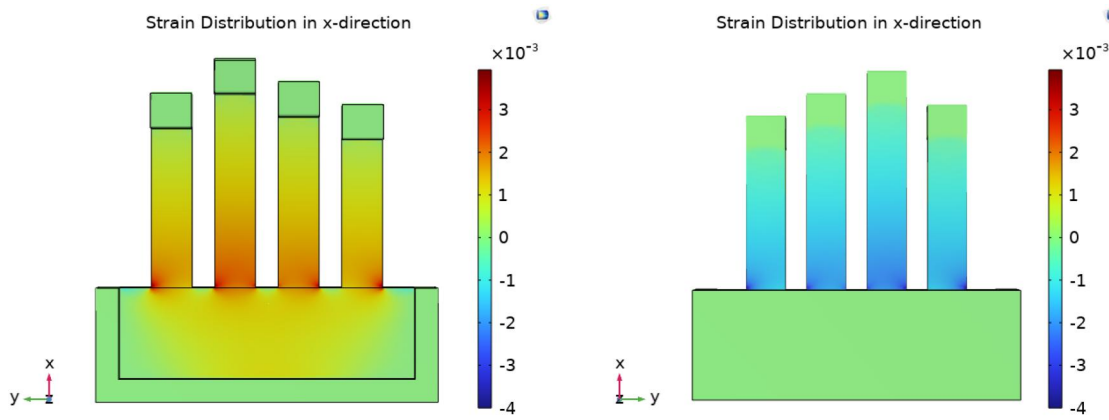 Strain Distribution in x-direction
×10⁻³
3
2
1
0
-1
-2
-3
-4
x
y
z
Strain Distribution in x-direction
×10⁻³
3
2
1
0
-1
-2
-3
-4
x
z
y